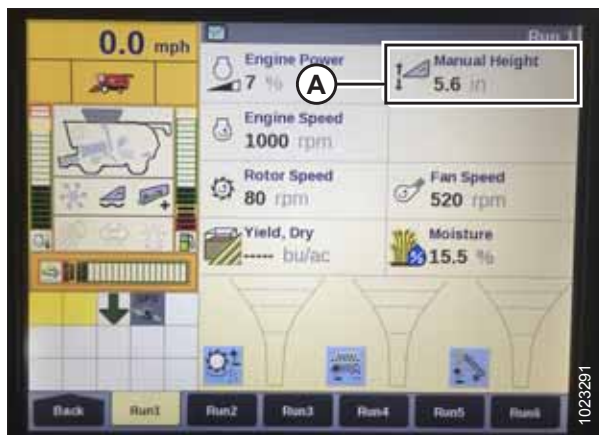 0.0 mph
Run 1
Engine Power
7 %
A
Manual Height
5.6 in
Engine Speed
1000 rpm
Rotor Speed
80 rpm
Fan Speed
520 rpm
Yield, Dry
----- bu/ac
Moisture
15.5 %
Back
Run1
Run2
Run3
Run4
Run5
Run6
1023291